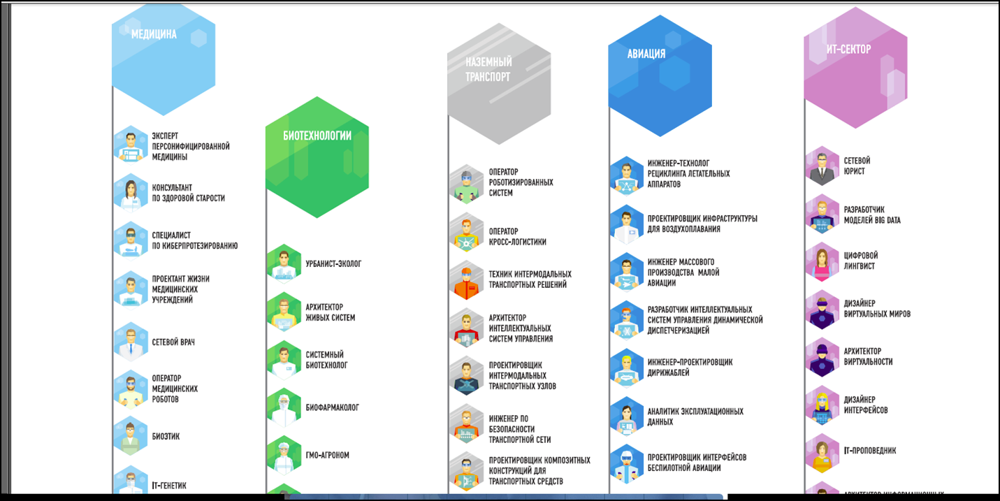 МЕДИЦИНА
ЭКСПЕРТ
ПЕРСОНИФИЦИРОВАННОЙ
МЕДИЦИНЫ
КОНСУЛЬТАНТ
ПО ЗДОРОВОЙ СТАРОСТИ
СПЕЦИАЛИСТ
ПО КИБЕРПРОТЕЗИРОВАНИЮ
ПРОЕКТАНТ ЖИЗНИ
МЕДИЦИНСКИХ
УЧРЕЖДЕНИЙ
СЕТЕВОЙ ВРАЧ
ОПЕРАТОР
МЕДИЦИНСКИХ
РОБОТОВ
БИОЭТИК
IT-ГЕНЕТИК
БИОТЕХНОЛОГИИ
УРБАНИСТ-ЭКОЛОГ
АРХИТЕКТОР
ЖИВЫХ СИСТЕМ
СИСТЕМНЫЙ
БИОТЕХНОЛОГ
БИОФАРМАКОЛОГ
ГМО-АГРОНОМ
НАЗЕМНЫЙ
ТРАНСПОРТ
ОПЕРАТОР
РОБОТИЗИРОВАННЫХ
СИСТЕМ
ОПЕРАТОР
КРОСС-ЛОГИСТИКИ
ТЕХНИК ИНТЕРМОДАЛЬНЫХ
ТРАНСПОРТНЫХ РЕШЕНИЙ
АРХИТЕКТОР
ИНТЕЛЛЕКТУАЛЬНЫХ
СИСТЕМ УПРАВЛЕНИЯ
ПРОЕКТИРОВЩИК
ИНТЕРМОДАЛЬНЫХ
ТРАНСПОРТНЫХ УЗЛОВ
ИНЖЕНЕР ПО
БЕЗОПАСНОСТИ
ТРАНСПОРТНОЙ СЕТИ
ПРОЕКТИРОВЩИК КОМПОЗИТНЫХ
КОНСТРУКЦИЙ ДЛЯ
ТРАНСПОРТНЫХ СРЕДСТВ
АВИАЦИЯ
ИНЖЕНЕР-ТЕХНОЛОГ
РЕЦИКЛИНГА ЛЕТАТЕЛЬНЫХ
АППАРАТОВ
ПРОЕКТИРОВЩИК ИНФРАСТРУКТУРЫ
ДЛЯ ВОЗДУХОПЛАВАНИЯ
ИНЖЕНЕР МАССОВОГО
ПРОИЗВОДСТВА МАЛОЙ
АВИАЦИИ
РАЗРАБОТЧИК ИНТЕЛЛЕКТУАЛЬНЫХ
СИСТЕМ УПРАВЛЕНИЯ ДИНАМИЧЕСКОЙ
ДИСПЕТЧЕРИЗАЦИЕЙ
ИНЖЕНЕР-ПРОЕКТИРОВЩИК
ДИРИЖАБЛЕЙ
АНАЛИТИК ЭКСПЛУАТАЦИОННЫХ
ДАННЫХ
ПРОЕКТИРОВЩИК ИНТЕРФЕЙСОВ
БЕСПИЛОТНОЙ АВИАЦИИ
ИТ-СЕКТОР
СЕТЕВОЙ
ЮРИСТ
РАЗРАБОТЧИК
МОДЕЛЕЙ BIG DATA
ЦИФРОВОЙ
ЛИНГВИСТ
ДИЗАЙНЕР
ВИРТУАЛЬНЫХ МИРОВ
АРХИТЕКТОР
ВИРТУАЛЬНОСТИ
ДИЗАЙНЕР
ИНТЕРФЕЙСОВ
IT-ПРОПОВЕДНИК
АРХИТЕКТОР ИНФОРМАЦИОННЫХ